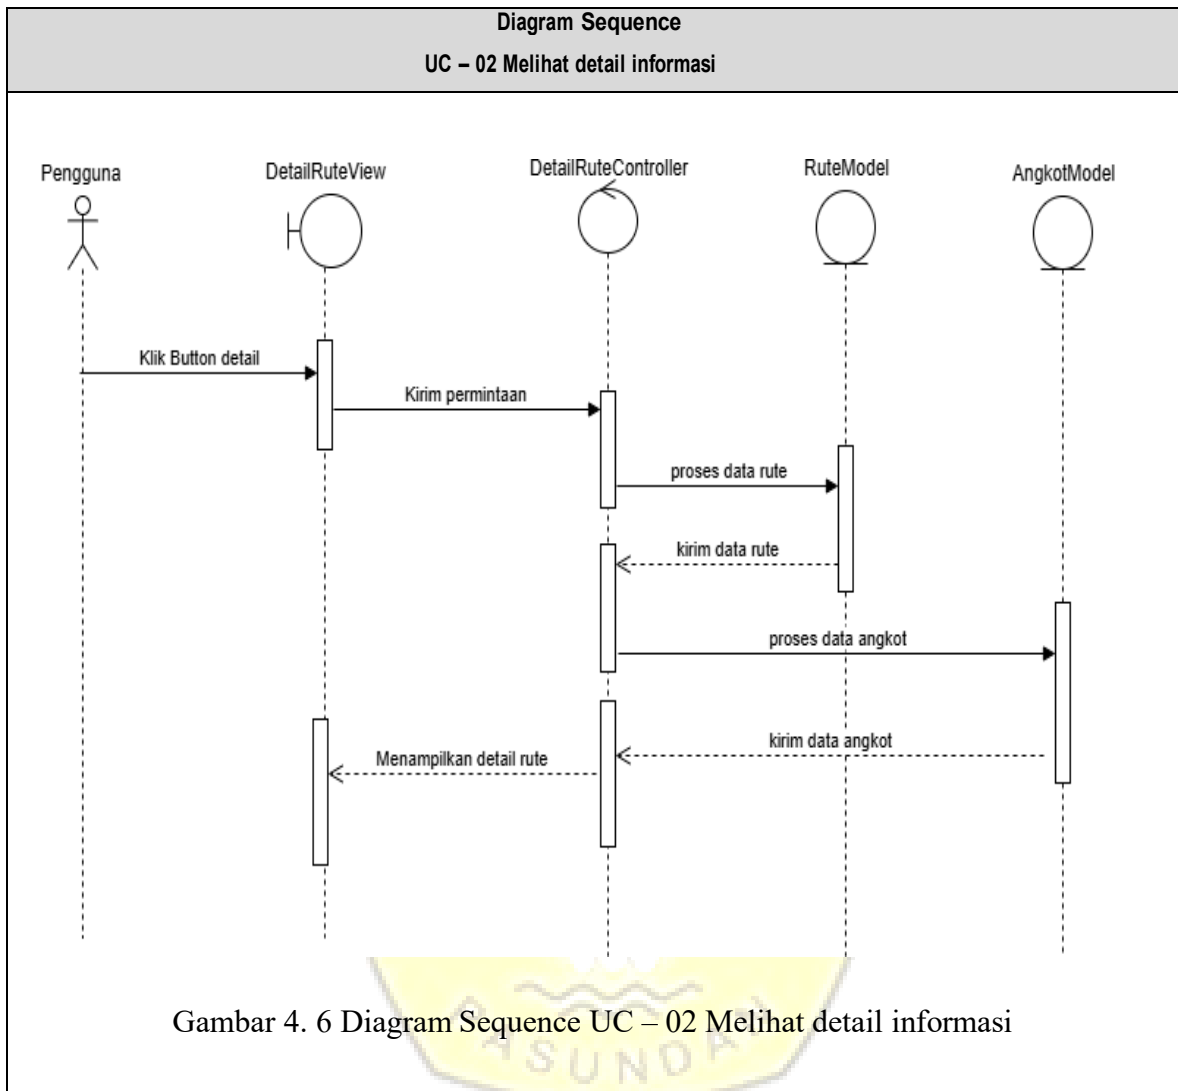 Diagram Sequence
UC – 02 Melihat detail informasi
Pengguna
DetailRuteView
DetailRuteController
RuteModel
AngkotModel
Klik Button detail
Kirim permintaan
proses data rute
kirim data rute
proses data angkot
kirim data angkot
Menampilkan detail rute
Gambar 4. 6 Diagram Sequence UC – 02 Melihat detail informasi
PASUNDAN